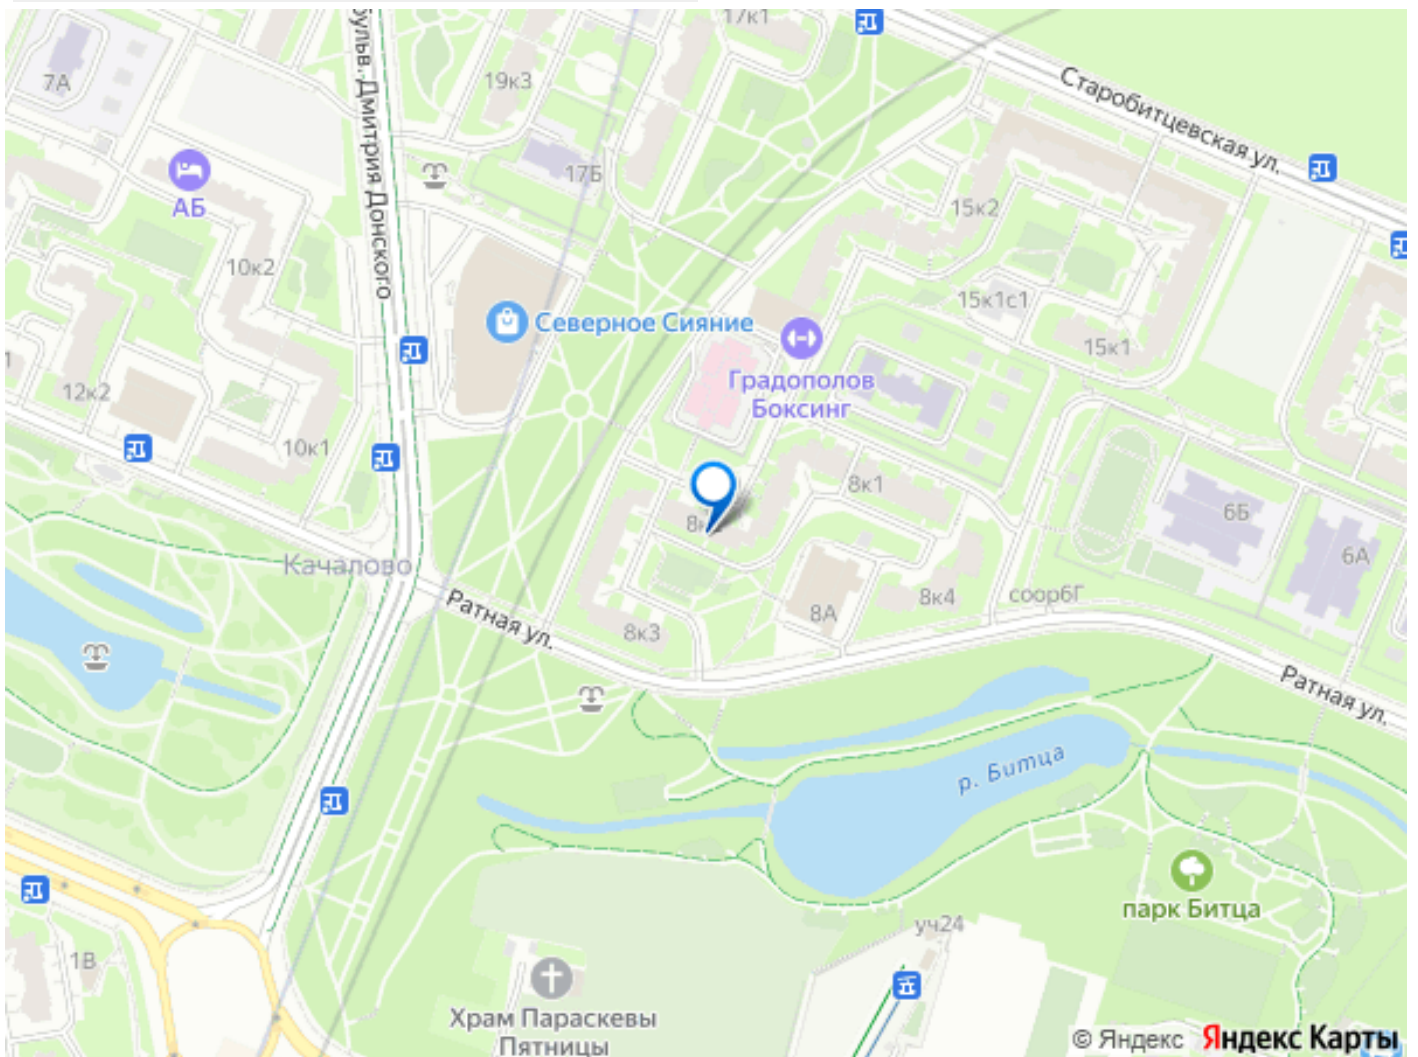 17к1
бульв. Дмитрия Донского
7А
19к3
Старобитцевская ул.
17Б
АБ
15к2
10к2
15к1с1
Северное Сияние
15к1
Градополов
Боксинг
12к2
10к1
8к1
6Б
6А
Качалово
8А
8к4
соорбГ
Ратная ул.
8к3
Ратная ул.
р. Битца
парк Битца
уч24
1В
Храм Параскевы
Пятницы
© Яндекс Яндекс Карты